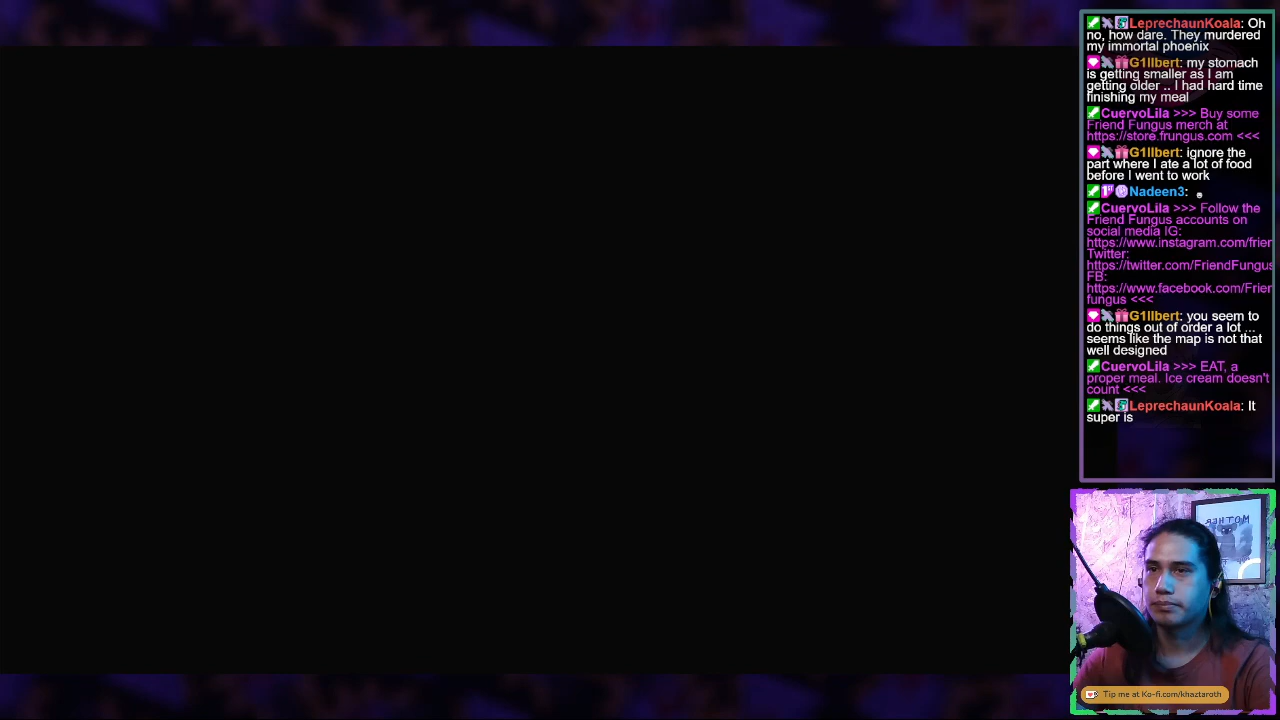 LeprechaunKoala: Oh
no, how dare. They murdered
my immortal phoenix
G1llbert: my stomach
is getting smaller as I am
getting older .. I had hard time
finishing my meal
CuervoLila >>> Buy some
Friend Fungus merch at
https://store.frungus.com <<<
G1llbert: ignore the
part where I ate a lot of food
before I went to work
1st Nadeen3:
CuervoLila >>> Follow the
Friend Fungus accounts on
social media IG:
https://www.instagram.com/frien
Twitter:
https://twitter.com/FriendFungus
FB:
https://www.facebook.com/Frien
fungus <<<
G1llbert: you seem to
do things out of order a lot ...
seems like the map is not that
well designed
CuervoLila >>> EAT, a
proper meal. Ice cream doesn't
count <<<
LeprechaunKoala: It
super is
MOTHER
Tip me at Ko-fi.com/khaztaroth